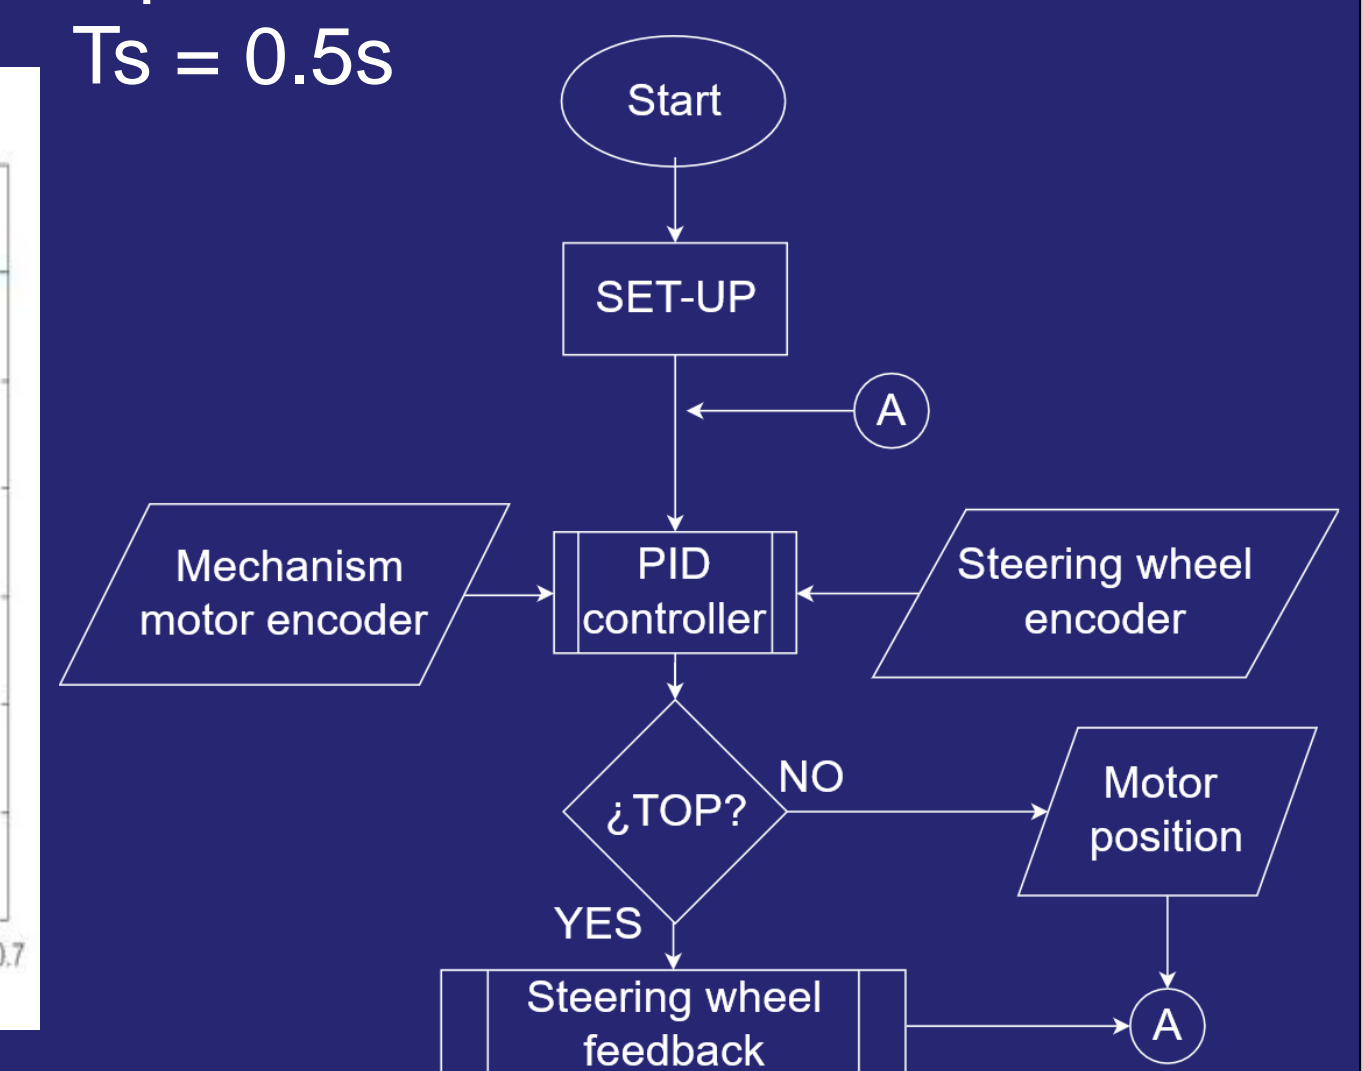 Ts = 0.5s
Start
SET-UP
A
Mechanism
motor encoder
PID
controller
Steering wheel
encoder
¿TOP?
NO
Motor
position
YES
Steering wheel
feedback
A